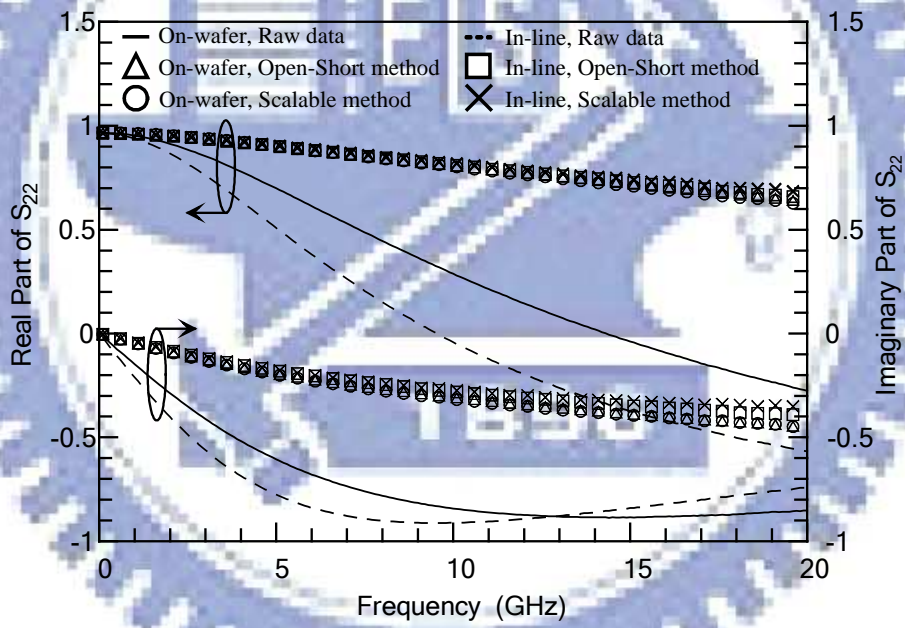 On-wafer, Raw data
In-line, Raw data
On-wafer, Open-Short method
In-line, Open-Short method
On-wafer, Scalable method
In-line, Scalable method
1.5
1
0.5
0
-0.5
-1
Real Part of S22
1.5
1
0.5
0
-0.5
-1
Imaginary Part of S22
0 5 10 15 20
Frequency (GHz)
1896